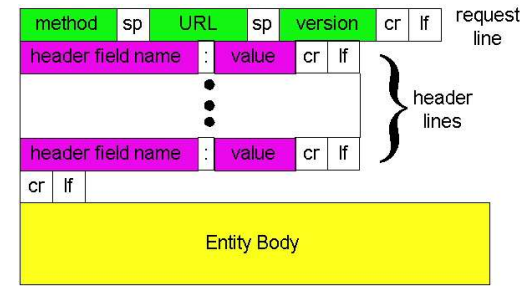 method sp URL sp version cr lf request line
header field name : value cr lf
header lines
header field name : value cr lf
cr lf
Entity Body